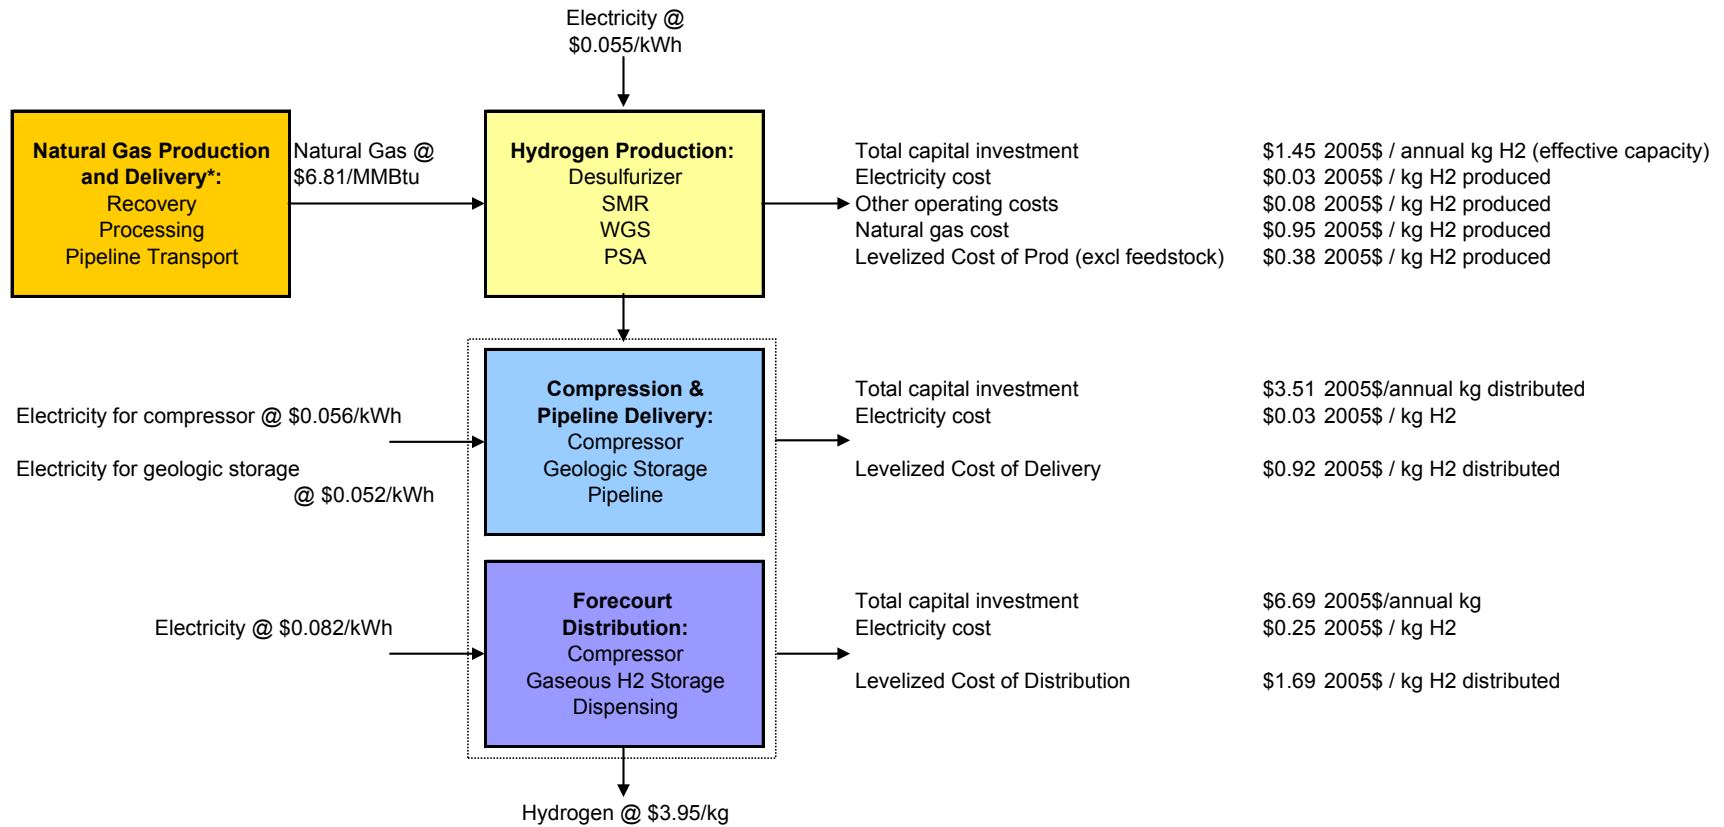 Electricity @
$0.055/kWh
Natural Gas Production
and Delivery*:
Recovery
Processing
Pipeline Transport
Natural Gas @
$6.81/MMBtu
Hydrogen Production:
Desulfurizer
SMR
WGS
PSA
Total capital investment $1.45 2005$ / annual kg H2 (effective capacity)
Electricity cost $0.03 2005$ / kg H2 produced
Other operating costs $0.08 2005$ / kg H2 produced
Natural gas cost $0.95 2005$ / kg H2 produced
Levelized Cost of Prod (excl feedstock) $0.38 2005$ / kg H2 produced
Electricity for compressor @ $0.056/kWh
Electricity for geologic storage
@ $0.052/kWh
Compression &
Pipeline Delivery:
Compressor
Geologic Storage
Pipeline
Total capital investment $3.51 2005$/annual kg distributed
Electricity cost $0.03 2005$ / kg H2
Levelized Cost of Delivery $0.92 2005$ / kg H2 distributed
Electricity @ $0.082/kWh
Forecourt
Distribution:
Compressor
Gaseous H2 Storage
Dispensing
Total capital investment $6.69 2005$/annual kg
Electricity cost $0.25 2005$ / kg H2
Levelized Cost of Distribution $1.69 2005$ / kg H2 distributed
Hydrogen @ $3.95/kg